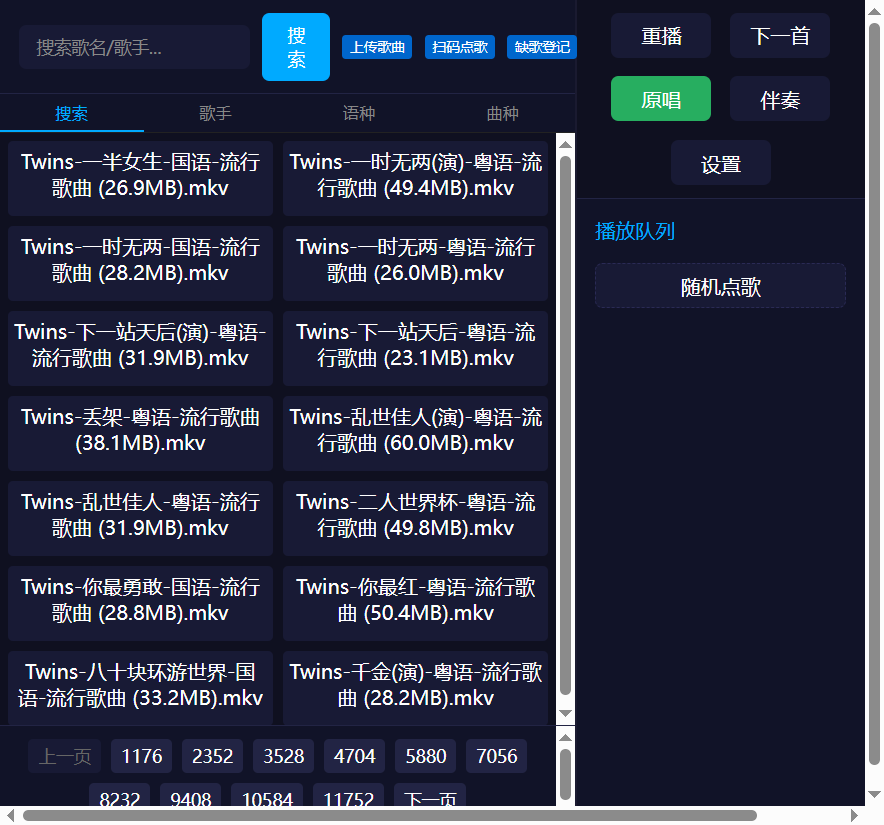 搜索歌名/歌手...
搜
索
上传歌曲
扫码点歌
缺歌登记
搜索
歌手
语种
曲种
Twins-一半女生-国语-流行
歌曲 (26.9MB).mkv
Twins-一时无两(演)-粤语-流
行歌曲 (49.4MB).mkv
Twins-一时无两-国语-流行
歌曲 (28.2MB).mkv
Twins-一时无两-粤语-流行
歌曲 (26.0MB).mkv
Twins-下一站天后(演)-粤语-
流行歌曲 (31.9MB).mkv
Twins-下一站天后-粤语-流
行歌曲 (23.1MB).mkv
Twins-丢架-粤语-流行歌曲
(38.1MB).mkv
Twins-乱世佳人(演)-粤语-流
行歌曲 (60.0MB).mkv
Twins-乱世佳人-粤语-流行
歌曲 (31.9MB).mkv
Twins-二人世界杯-粤语-流
行歌曲 (49.8MB).mkv
Twins-你最勇敢-国语-流行
歌曲 (28.8MB).mkv
Twins-你最红-粤语-流行歌
曲 (50.4MB).mkv
Twins-八十块环游世界-国
语-流行歌曲 (33.2MB).mkv
Twins-千金(演)-粤语-流行歌
曲 (28.2MB).mkv
上一页
1176
2352
3528
4704
5880
7056
8232
9408
10584
11752
下一页
重播
下一首
原唱
伴奏
设置
播放队列
随机点歌